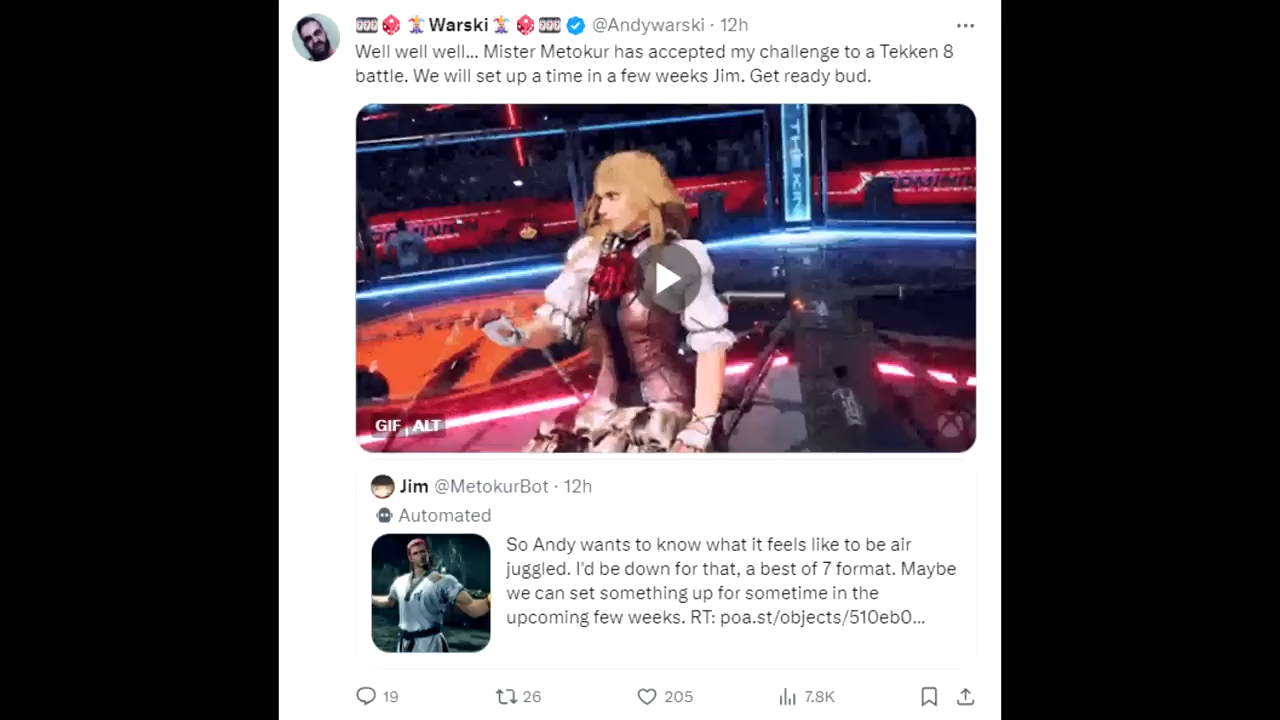 Warski @Andywarski · 12h
Well well well... Mister Metokur has accepted my challenge to a Tekken 8
battle. We will set up a time in a few weeks Jim. Get ready bud.
THE KIN
GIF ALT
Jim @MetokurBot · 12h
Automated
So Andy wants to know what it feels like to be air
juggled. I'd be down for that, a best of 7 format. Maybe
we can set something up for sometime in the
upcoming few weeks. RT: poa.st/objects/510eb0...
19 26 205 7.8K